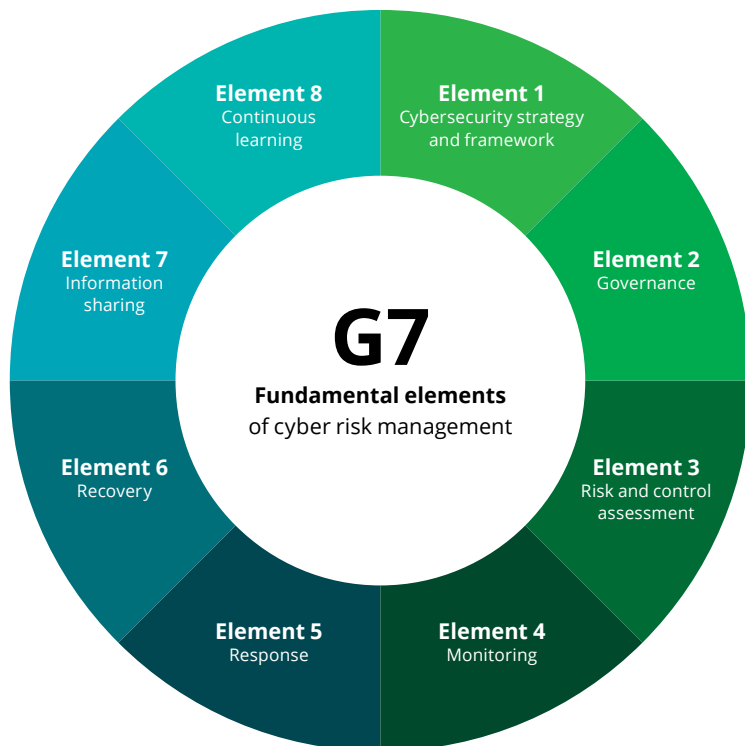 G7
Fundamental elements
of cyber risk management
Element 1
Cybersecurity strategy
and framework
Element 2
Governance
Element 3
Risk and control
assessment
Element 4
Monitoring
Element 5
Response
Element 6
Recovery
Element 7
Information
sharing
Element 8
Continuous
learning